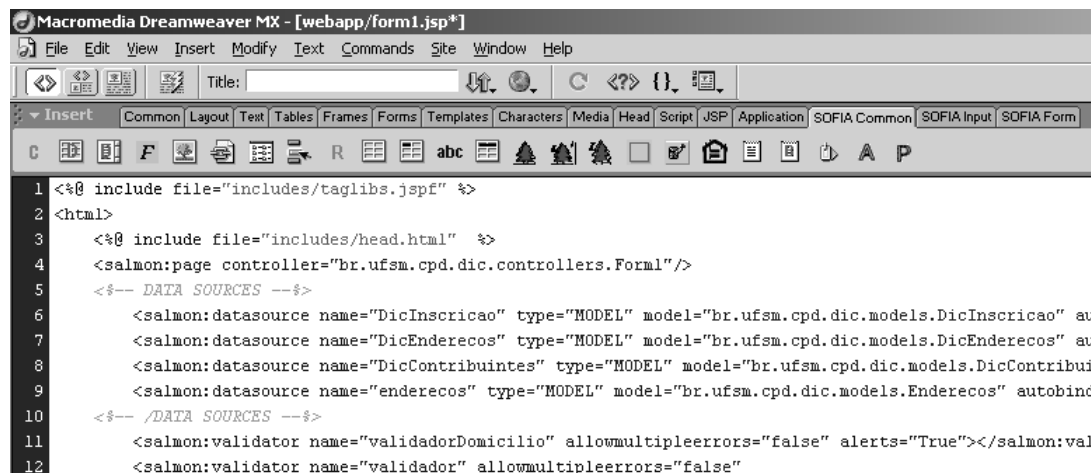 Macromedia Dreamweaver MX - [webapp/form1.jsp*]
File Edit View Insert Modify Text Commands Site Window Help
Title:
Insert Common Layout Text Tables Frames Forms Templates Characters Media Head Script JSP Application SOFIA Common SOFIA Input SOFIA Form
C F R abc A P
1 <%@ include file="includes/taglibs.jspf" %>
2 <html>
3 <%@ include file="includes/head.html" %>
4 <salmon:page controller="br.ufsm.cpd.dic.controllers.Form1"/>
5 <%-- DATA SOURCES --%>
6 <salmon:datasource name="DicInscricao" type="MODEL" model="br.ufsm.cpd.dic.models.DicInscricao" au
7 <salmon:datasource name="DicEnderecos" type="MODEL" model="br.ufsm.cpd.dic.models.DicEnderecos" au
8 <salmon:datasource name="DicContribuintes" type="MODEL" model="br.ufsm.cpd.dic.models.DicContribui
9 <salmon:datasource name="enderecos" type="MODEL" model="br.ufsm.cpd.dic.models.Enderecos" autobind
10 <%-- /DATA SOURCES --%>
11 <salmon:validator name="validadorDomicilio" allowmultipleerrors="false" alerts="True"></salmon:val
12 <salmon:validator name="validador" allowmultipleerrors="false"